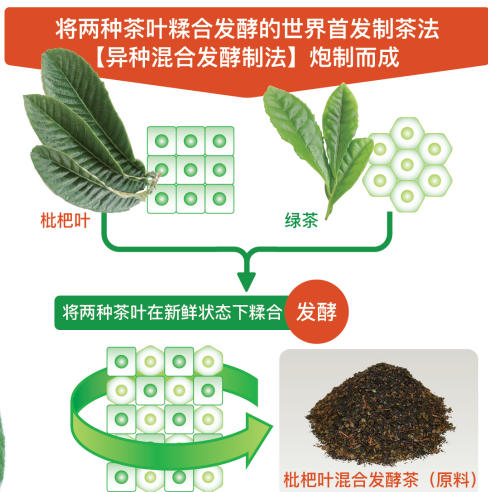 将两种茶叶糅合发酵的世界首发制茶法
【异种混合发酵制法】炮制而成
枇杷叶
绿茶
将两种茶叶在新鲜状态下糅合
发酵
枇杷叶混合发酵茶（原料）